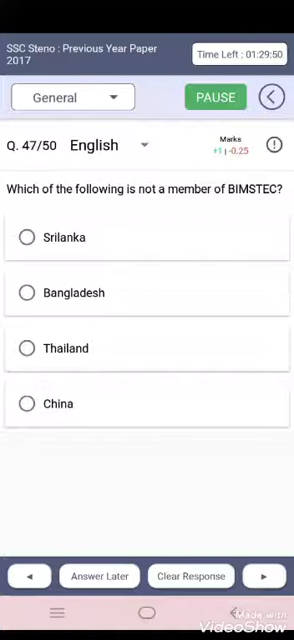 SSC Steno : Previous Year Paper
2017
Time Left : 01:29:50
General
PAUSE
Q. 47/50 English
Marks
+1 | -0.25
Which of the following is not a member of BIMSTEC?
Srilanka
Bangladesh
Thailand
China
Answer Later
Clear Response
Made with
VideoShow